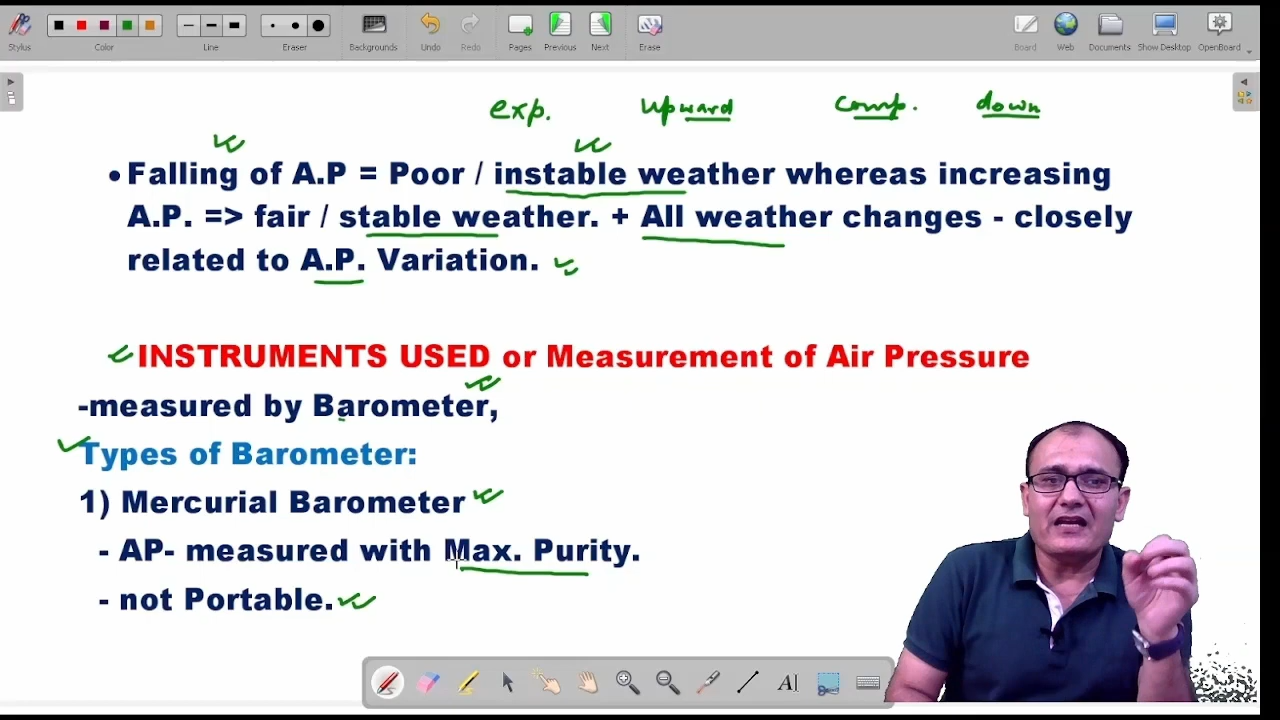 Stylus
Color
Line
Eraser
Backgrounds
Undo
Redo
Pages
Previous
Next
Erase
Board
Web
Documents
Show Desktop
OpenBoard
exp. upward comp. down
• Falling of A.P = Poor / instable weather whereas increasing
A.P. => fair / stable weather. + All weather changes - closely
related to A.P. Variation.
INSTRUMENTS USED or Measurement of Air Pressure
-measured by Barometer,
Types of Barometer:
1) Mercurial Barometer
- AP- measured with Max. Purity.
- not Portable.
A